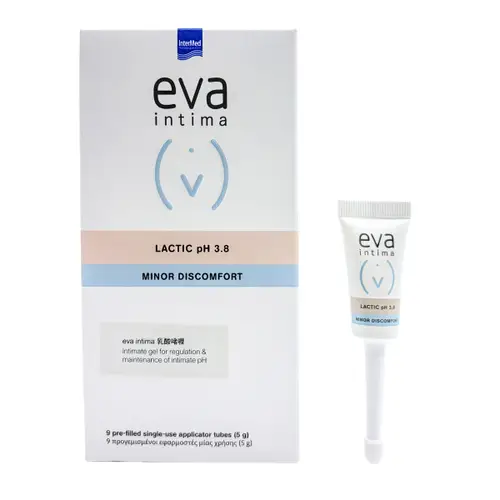 InterMed
eva
intima
LACTIC pH 3.8
MINOR DISCOMFORT
eva intima 乳酸啫喱
intimate gel for regulation &
maintenance of intimate pH
9 pre-filled single-use applicator tubes (5 g)
9 προγεμισμένοι εφαρμοστές μίας χρήσης (5 g)
eva
intima
LACTIC pH 3.8
MINOR DISCOMFORT